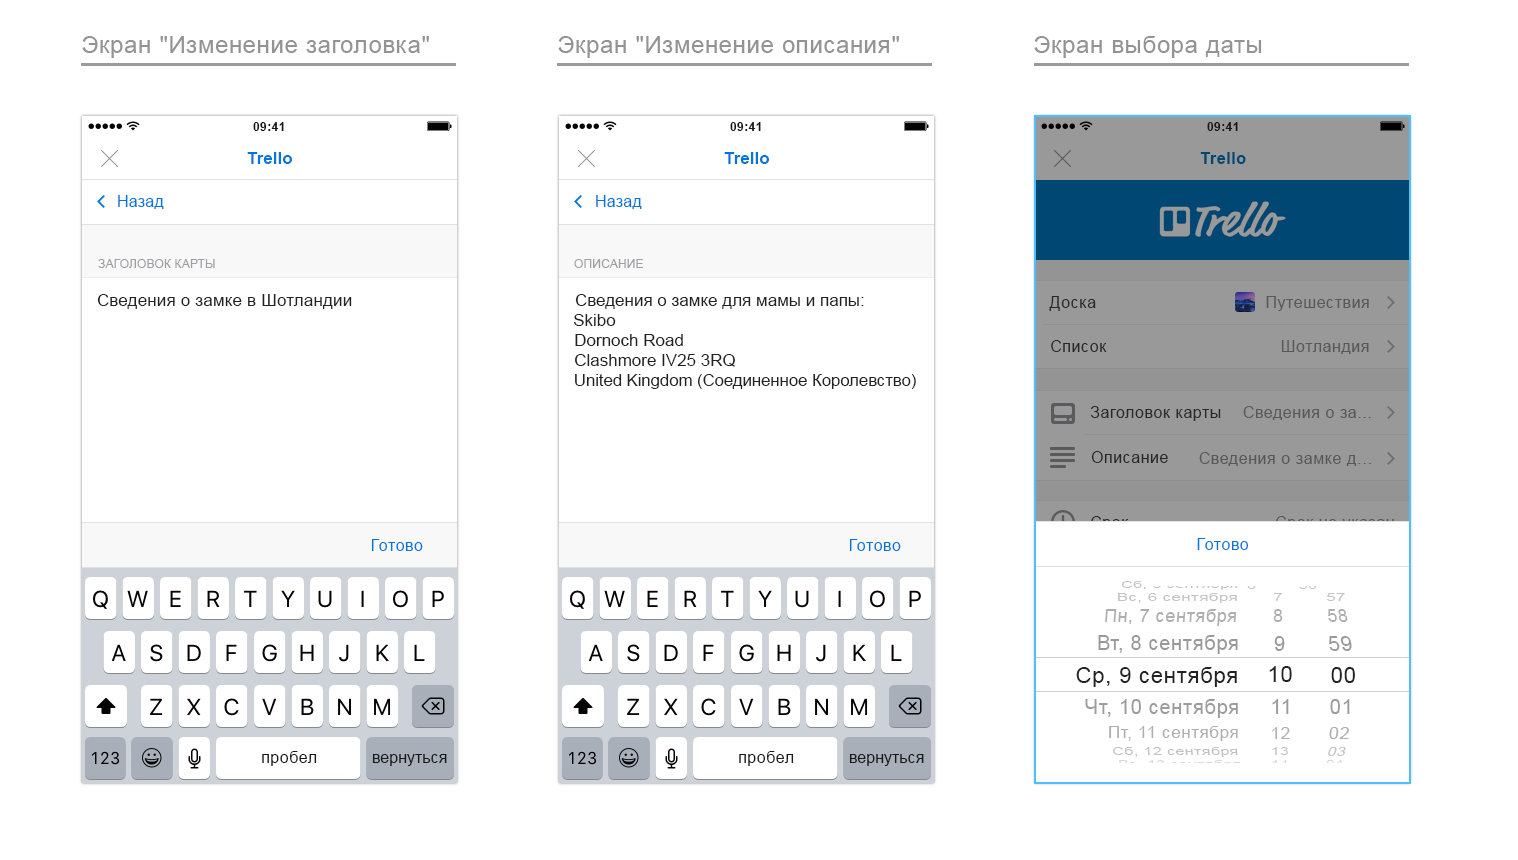 Экран "Изменение заголовка"
09:41
Trello
Назад
ЗАГОЛОВОК КАРТЫ
Сведения о замке в Шотландии
Готово
Q W E R T Y U I O P
A S D F G H J K L
Z X C V B N M
123 пробел вернуться
Экран "Изменение описания"
09:41
Trello
Назад
ОПИСАНИЕ
Сведения о замке для мамы и папы:
Skibo
Dornoch Road
Clashmore IV25 3RQ
United Kingdom (Соединенное Королевство)
Готово
Q W E R T Y U I O P
A S D F G H J K L
Z X C V B N M
123 пробел вернуться
Экран выбора даты
09:41
Trello
Trello
Доска Путешествия
Список Шотландия
Заголовок карты Сведения о за...
Описание Сведения о замке д...
Готово
Вс, 6 сентября 7 57
Пн, 7 сентября 8 58
Вт, 8 сентября 9 59
Ср, 9 сентября 10 00
Чт, 10 сентября 11 01
Пт, 11 сентября 12 02
Сб, 12 сентября 13 03